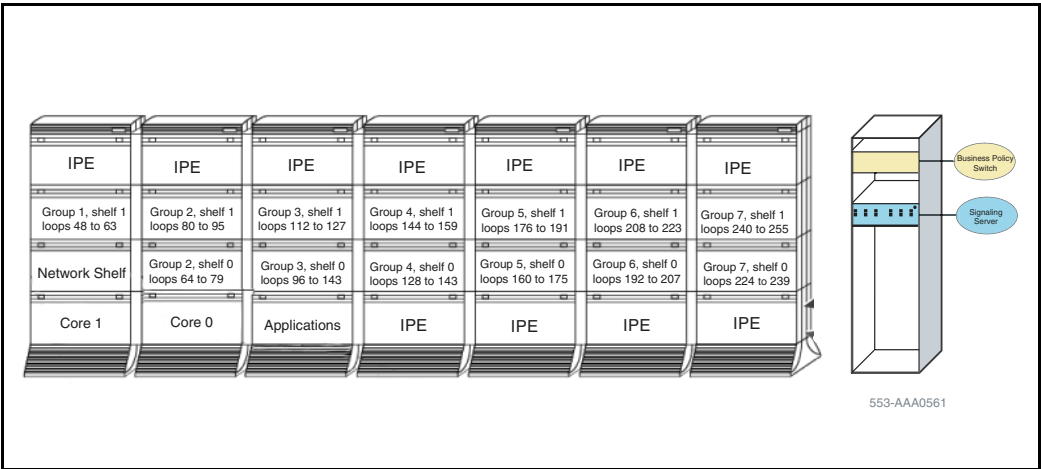 IPE
IPE
IPE
IPE
IPE
IPE
IPE
Group 1, shelf 1
loops 48 to 63
Group 2, shelf 1
loops 80 to 95
Group 3, shelf 1
loops 112 to 127
Group 4, shelf 1
loops 144 to 159
Group 5, shelf 1
loops 176 to 191
Group 6, shelf 1
loops 208 to 223
Group 7, shelf 1
loops 240 to 255
Network Shelf
Group 2, shelf 0
loops 64 to 79
Group 3, shelf 0
loops 96 to 143
Group 4, shelf 0
loops 128 to 143
Group 5, shelf 0
loops 160 to 175
Group 6, shelf 0
loops 192 to 207
Group 7, shelf 0
loops 224 to 239
Core 1
Core 0
Applications
IPE
IPE
IPE
IPE
Business Policy
Switch
Signaling
Server
553-AAA0561